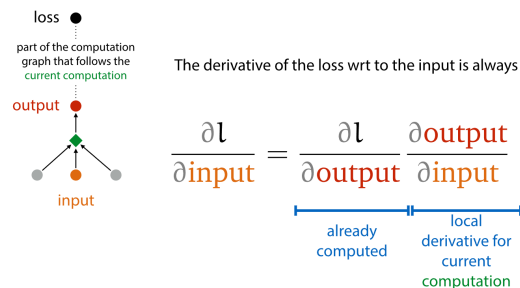 loss
part of the computation
graph that follows the
current computation
output
input
The derivative of the loss wrt to the input is always
∂l/∂input = ∂l/∂output ∂output/∂input
already
computed
local
derivative for
current
computation